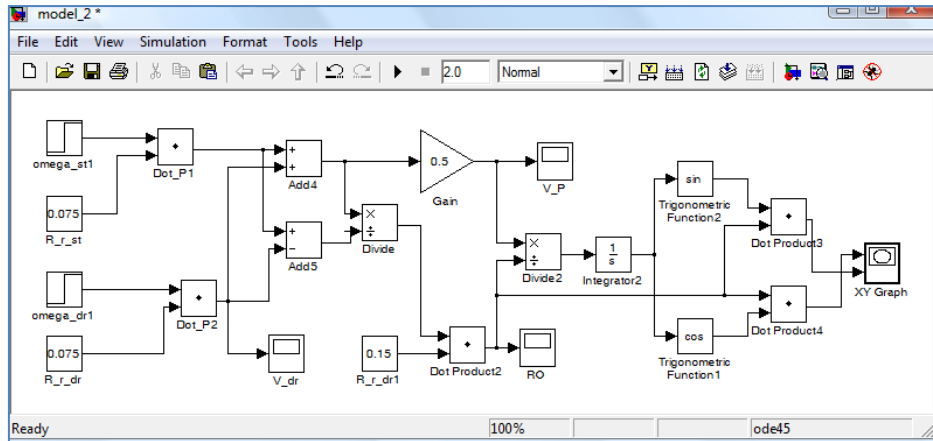 model_2 *
File Edit View Simulation Format Tools Help
2.0 Normal
omega_st1
Dot_P1
0.075
R_r_st
omega_dr1
Dot_P2
0.075
R_r_dr
V_dr
+
+
Add4
+
−
Add5
0.5
Gain
×
÷
Divide
0.15
R_r_dr1
Dot Product2
RO
V_P
×
÷
Divide2
1
s
Integrator2
sin
Trigonometric
Function2
cos
Trigonometric
Function1
Dot Product3
Dot Product4
XY Graph
Ready 100% ode45